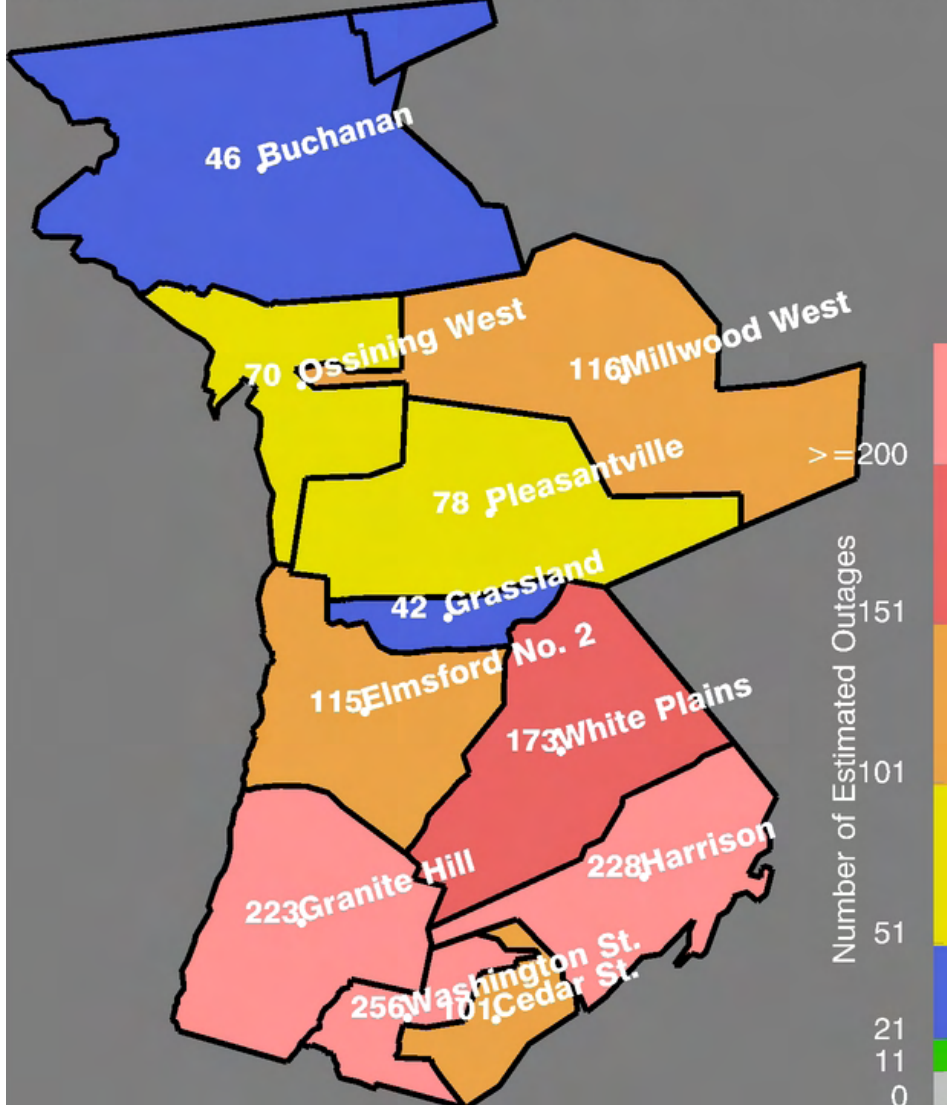 46 Buchanan
70 Ossining West
116 Millwood West
>=200
78 Pleasantville
42 Grassland
151
115 Elmsford No. 2
173 White Plains
101
228 Harrison
223 Granite Hill
51
256 Washington St.
101 Cedar St.
21
11
0
Number of Estimated Outages